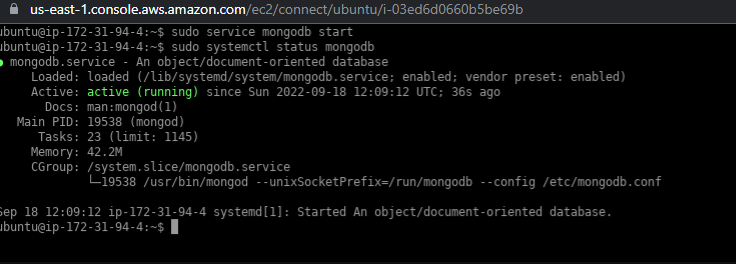 us-east-1.console.aws.amazon.com/ec2/connect/ubuntu/i-03ed6d0660b5be69b
ubuntu@ip-172-31-94-4:~$ sudo service mongodb start
ubuntu@ip-172-31-94-4:~$ sudo systemctl status mongodb
● mongodb.service - An object/document-oriented database
Loaded: loaded (/lib/systemd/system/mongodb.service; enabled; vendor preset: enabled)
Active: active (running) since Sun 2022-09-18 12:09:12 UTC; 36s ago
Docs: man:mongod(1)
Main PID: 19538 (mongod)
Tasks: 23 (limit: 1145)
Memory: 42.2M
CGroup: /system.slice/mongodb.service
└─19538 /usr/bin/mongod --unixSocketPrefix=/run/mongodb --config /etc/mongodb.conf
Sep 18 12:09:12 ip-172-31-94-4 systemd[1]: Started An object/document-oriented database.
ubuntu@ip-172-31-94-4:~$